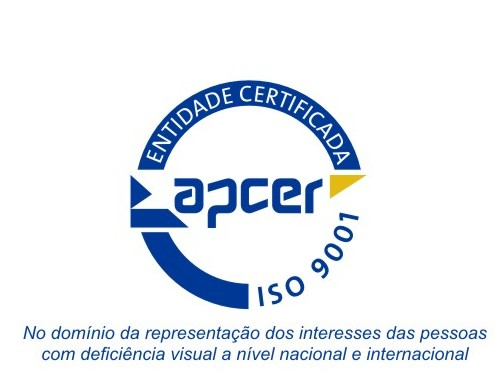 ENTIDADE CERTIFICADA
apcer
ISO 9001
No domínio da representação dos interesses das pessoas
com deficiência visual a nível nacional e internacional